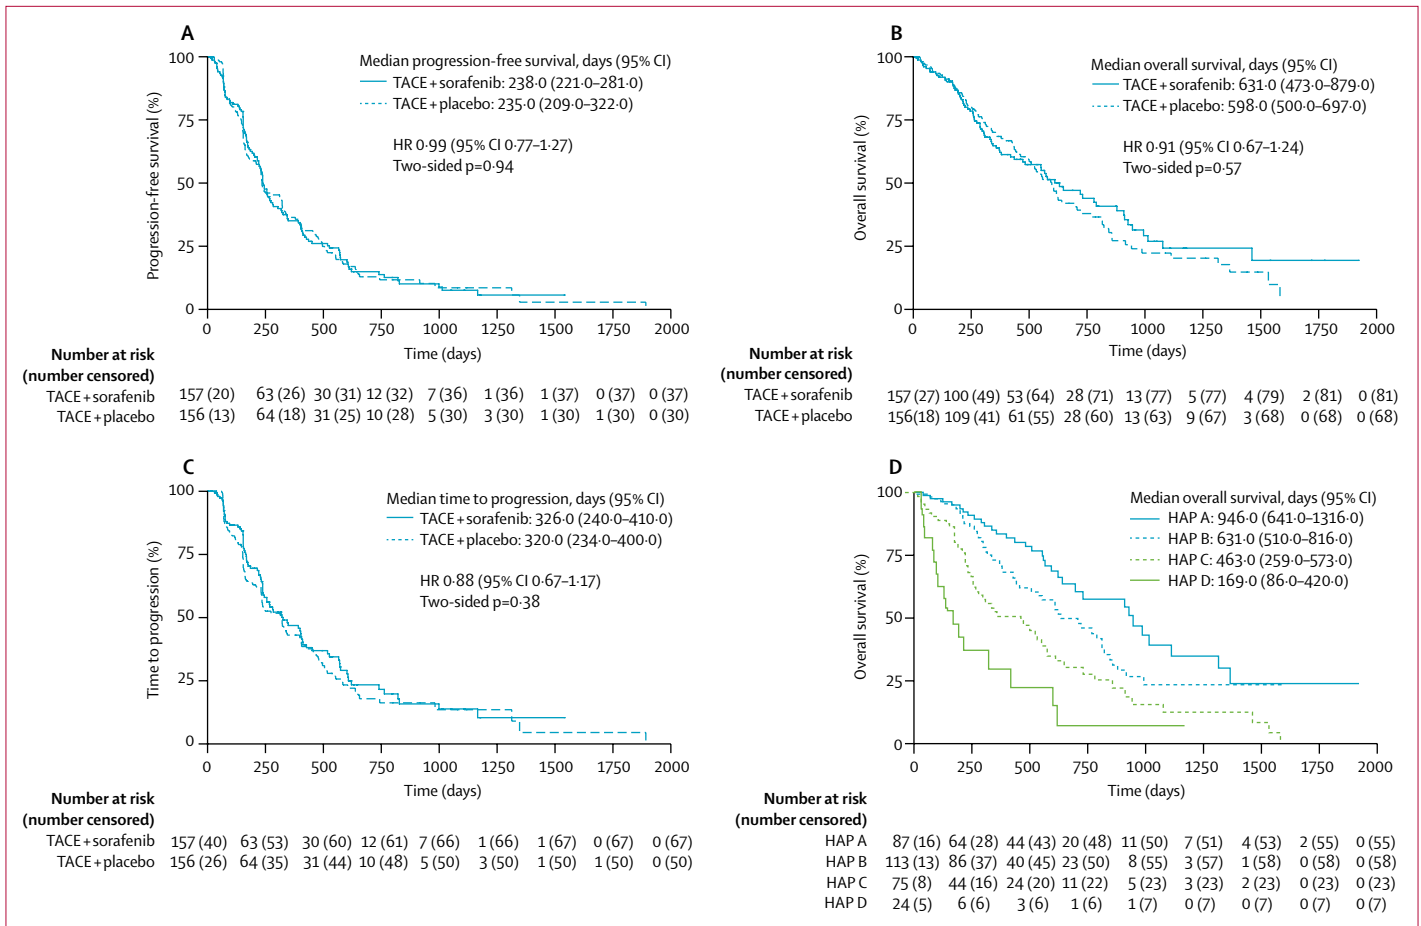 A
Median progression-free survival, days (95% CI)
TACE+sorafenib: 238·0 (221·0–281·0)
TACE+placebo: 235·0 (209·0–322·0)
HR 0·99 (95% CI 0·77–1·27)
Two-sided p=0·94
Progression-free survival (%)
100
75
50
25
0
0 250 500 750 1000 1250 1500 1750 2000
Time (days)
Number at risk
(number censored)
TACE+sorafenib 157 (20) 63 (26) 30 (31) 12 (32) 7 (36) 1 (36) 1 (37) 0 (37) 0 (37)
TACE+placebo 156 (13) 64 (18) 31 (25) 10 (28) 5 (30) 3 (30) 1 (30) 1 (30) 0 (30)
B
Median overall survival, days (95% CI)
TACE+sorafenib: 631·0 (473·0–879·0)
TACE+placebo: 598·0 (500·0–697·0)
HR 0·91 (95% CI 0·67–1·24)
Two-sided p=0·57
Overall survival (%)
100
75
50
25
0
0 250 500 750 1000 1250 1500 1750 2000
Time (days)
Number at risk
(number censored)
TACE+sorafenib 157 (27) 100 (49) 53 (64) 28 (71) 13 (77) 5 (77) 4 (79) 2 (81) 0 (81)
TACE+placebo 156(18) 109 (41) 61 (55) 28 (60) 13 (63) 9 (67) 3 (68) 0 (68) 0 (68)
C
Median time to progression, days (95% CI)
TACE+sorafenib: 326·0 (240·0–410·0)
TACE+placebo: 320·0 (234·0–400·0)
HR 0·88 (95% CI 0·67–1·17)
Two-sided p=0·38
Time to progression (%)
100
75
50
25
0
0 250 500 750 1000 1250 1500 1750 2000
Time (days)
Number at risk
(number censored)
TACE+sorafenib 157 (40) 63 (53) 30 (60) 12 (61) 7 (66) 1 (66) 1 (67) 0 (67) 0 (67)
TACE+placebo 156 (26) 64 (35) 31 (44) 10 (48) 5 (50) 3 (50) 1 (50) 1 (50) 0 (50)
D
Median overall survival, days (95% CI)
HAP A: 946·0 (641·0–1316·0)
HAP B: 631·0 (510·0–816·0)
HAP C: 463·0 (259·0–573·0)
HAP D: 169·0 (86·0–420·0)
Overall survival (%)
100
75
50
25
0
0 250 500 750 1000 1250 1500 1750 2000
Time (days)
Number at risk
(number censored)
HAP A 87 (16) 64 (28) 44 (43) 20 (48) 11 (50) 7 (51) 4 (53) 2 (55) 0 (55)
HAP B 113 (13) 86 (37) 40 (45) 23 (50) 8 (55) 3 (57) 1 (58) 0 (58) 0 (58)
HAP C 75 (8) 44 (16) 24 (20) 11 (22) 5 (23) 3 (23) 2 (23) 0 (23) 0 (23)
HAP D 24 (5) 6 (6) 3 (6) 1 (6) 1 (7) 0 (7) 0 (7) 0 (7) 0 (7)